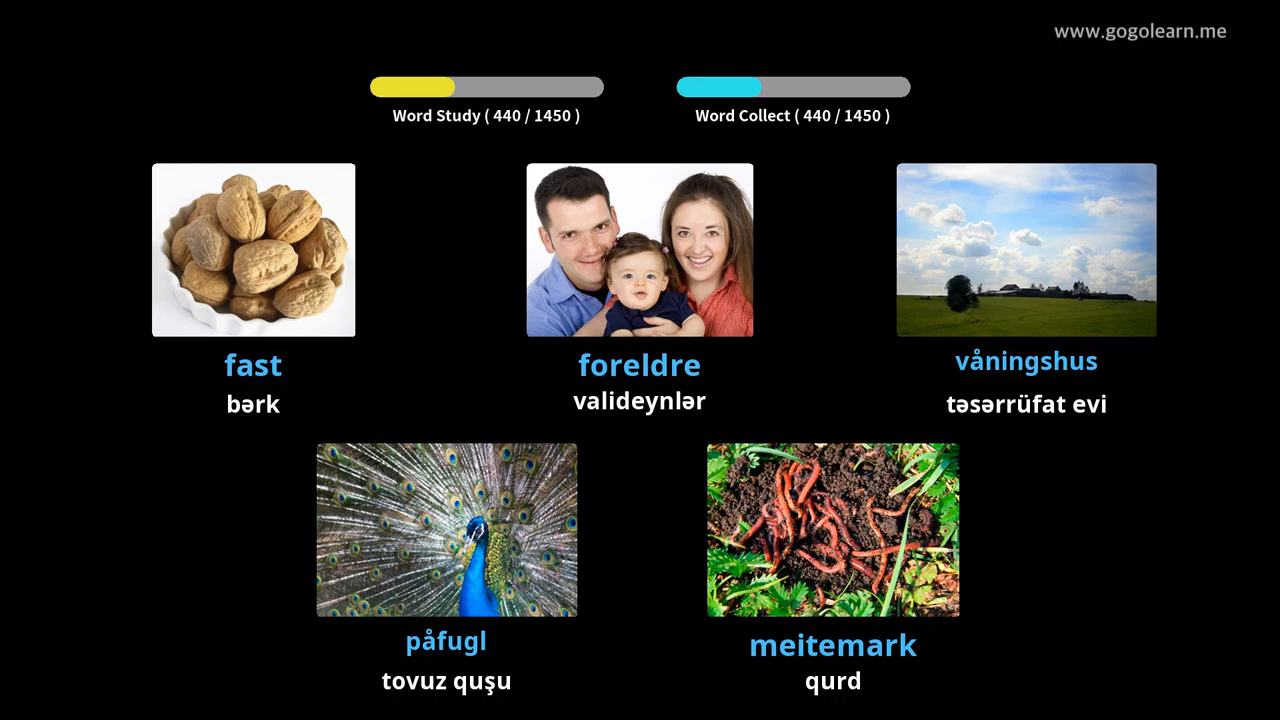 www.gogolearn.me
Word Study ( 440 / 1450 )
Word Collect ( 440 / 1450 )
fast
bərk
foreldre
valideynlər
våningshus
təsərrüfat evi
påfugl
tovuz quşu
meitemark
qurd